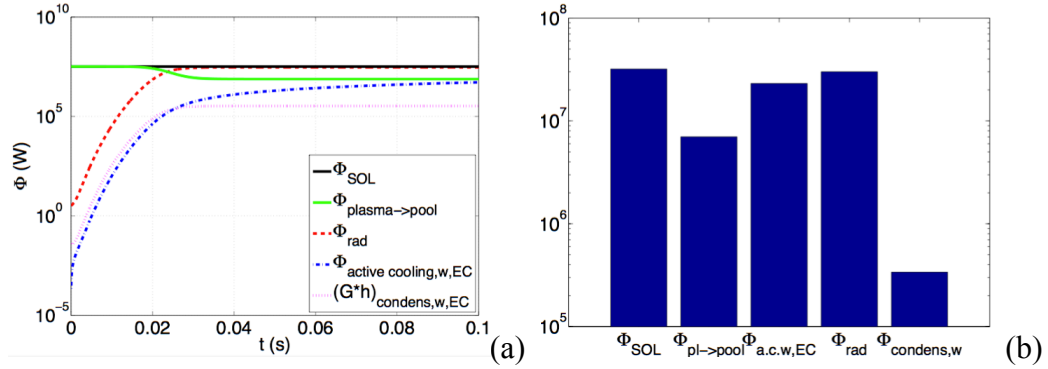 10^10
10^5
10^0
10^-5
Φ (W)
0 0.02 0.04 0.06 0.08 0.1
t (s)
Φ_SOL
Φ_plasma->pool
Φ_rad
Φ_active cooling,w,EC
(G*h)_condens,w,EC
(a)
10^8
10^7
10^6
10^5
Φ_SOL Φ_pl->pool Φ_a.c.w,EC Φ_rad Φ_condens,w
(b)